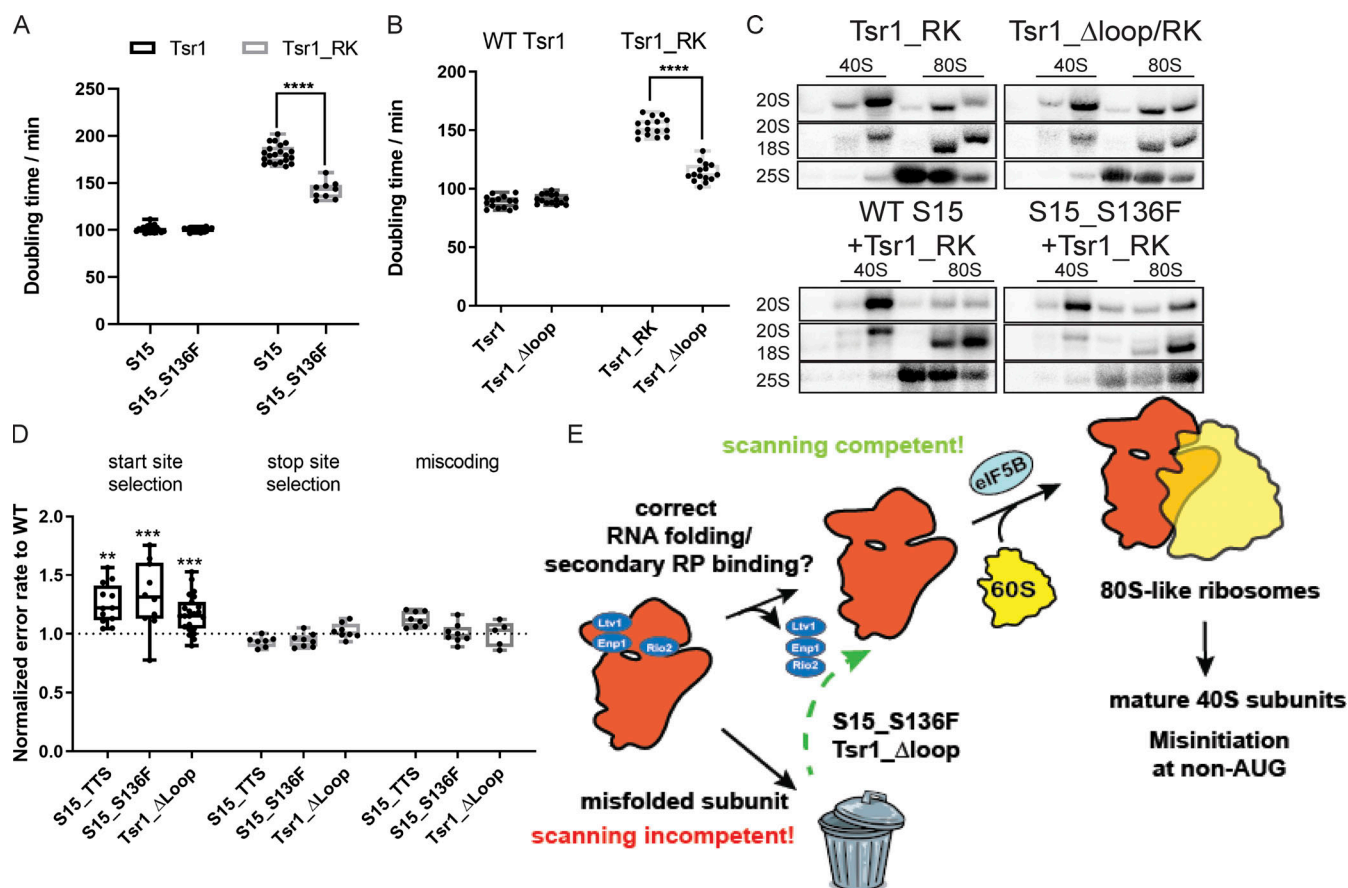 A
Tsr1
Tsr1_RK
Doubling time / min
250
200
150
100
50
0
****
S15
S15_S136F
S15
S15_S136F
B
WT Tsr1
Tsr1_RK
Doubling time / min
200
150
100
50
0
****
Tsr1
Tsr1_Δloop
Tsr1_RK
Tsr1_Δloop
C
Tsr1_RK
Tsr1_Δloop/RK
40S
80S
40S
80S
20S
20S
18S
25S
WT S15
+Tsr1_RK
S15_S136F
+Tsr1_RK
40S
80S
40S
80S
20S
20S
18S
25S
D
start site
selection
stop site
selection
miscoding
Normalized error rate to WT
2.0
1.5
1.0
0.5
0.0
**
***
***
S15_TTS
S15_S136F
Tsr1_ΔLoop
S15_TTS
S15_S136F
Tsr1_ΔLoop
S15_TTS
S15_S136F
Tsr1_ΔLoop
E
scanning competent!
correct
RNA folding/
secondary RP binding?
Ltv1
Enp1
Rio2
Ltv1
Enp1
Rio2
eIF5B
60S
80S-like ribosomes
mature 40S subunits
Misinitiation
at non-AUG
S15_S136F
Tsr1_Δloop
misfolded subunit
scanning incompetent!